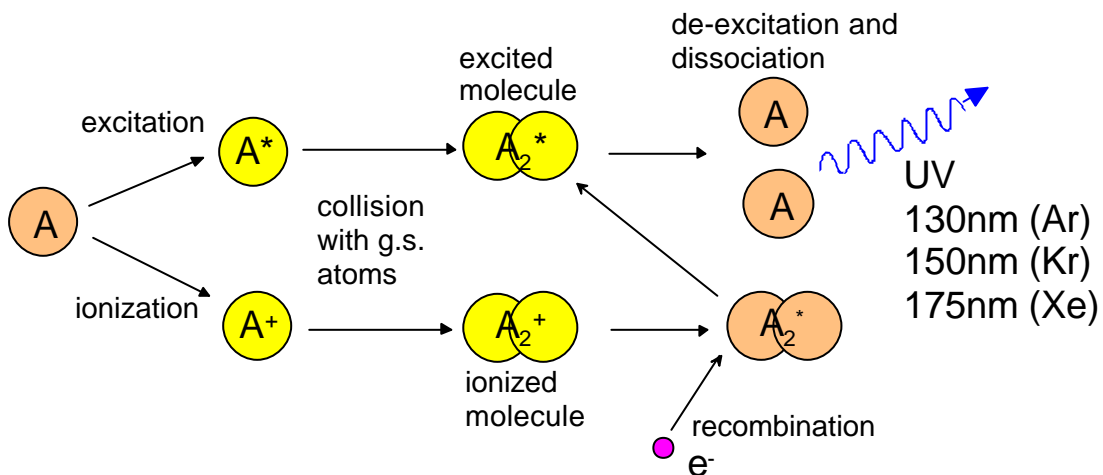 de-excitation and
dissociation
excited
molecule
excitation
A
A*
A₂*
A
A
UV
130nm (Ar)
150nm (Kr)
175nm (Xe)
collision
with g.s.
atoms
A
ionization
A⁺
A₂⁺
A₂*
ionized
molecule
recombination
e⁻